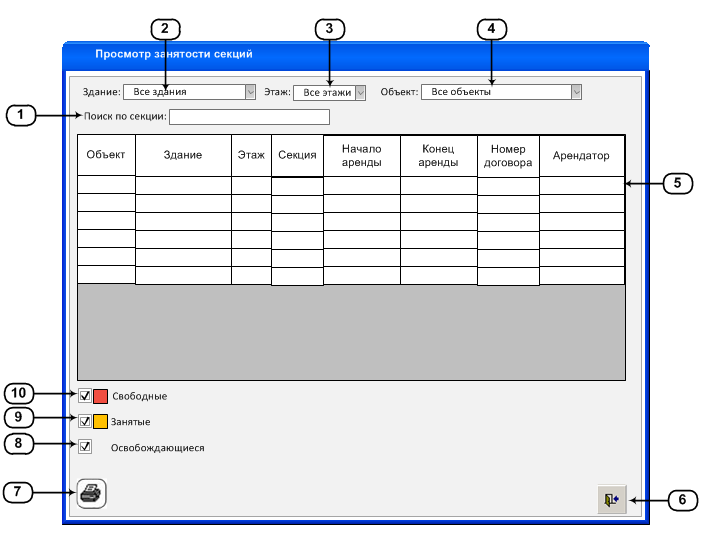 2
3
4
Просмотр занятости секций
Здание: Все здания Этаж: Все этажи Объект: Все объекты
1
Поиск по секции:
Объект Здание Этаж Секция Начало аренды Конец аренды Номер договора Арендатор
5
10
Свободные
9
Занятые
8
Освобождающиеся
7
6